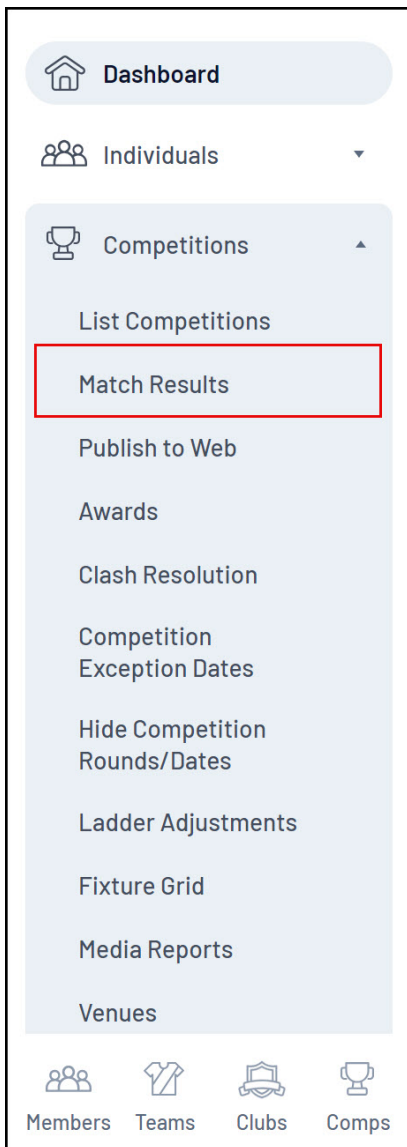 Dashboard
Individuals
Competitions
List Competitions
Match Results
Publish to Web
Awards
Clash Resolution
Competition
Exception Dates
Hide Competition
Rounds/Dates
Ladder Adjustments
Fixture Grid
Media Reports
Venues
Members Teams Clubs Comps